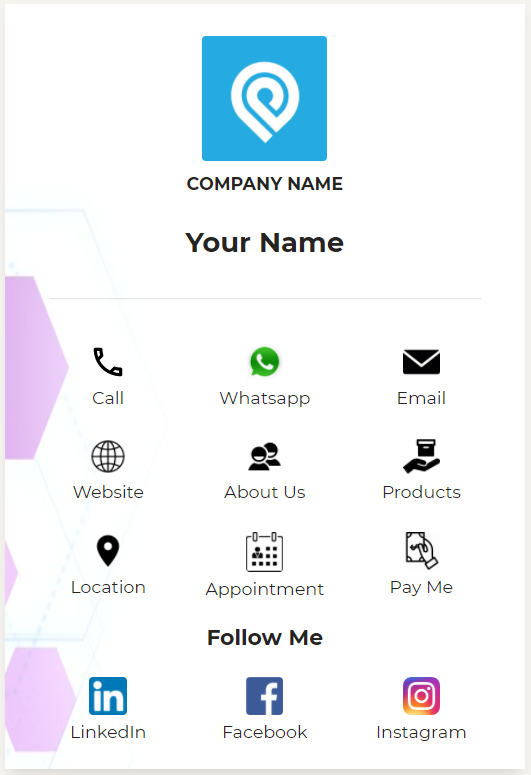 COMPANY NAME
Your Name
Call Whatsapp Email
Website About Us Products
Location Appointment Pay Me
Follow Me
in f
LinkedIn Facebook Instagram